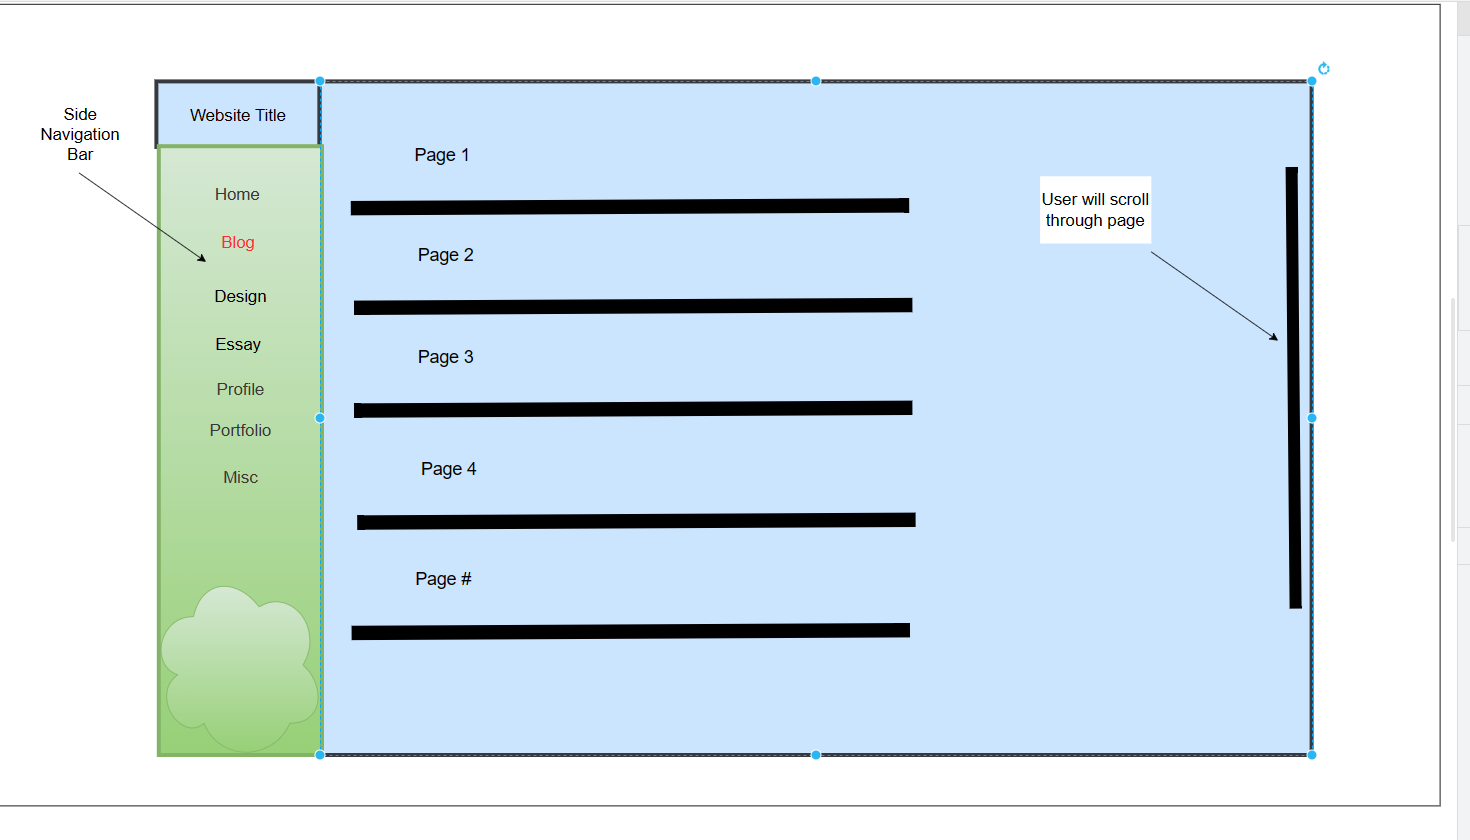 Side
Navigation
Bar
Website Title
Home
Blog
Design
Essay
Profile
Portfolio
Misc
Page 1
Page 2
Page 3
Page 4
Page #
User will scroll
through page